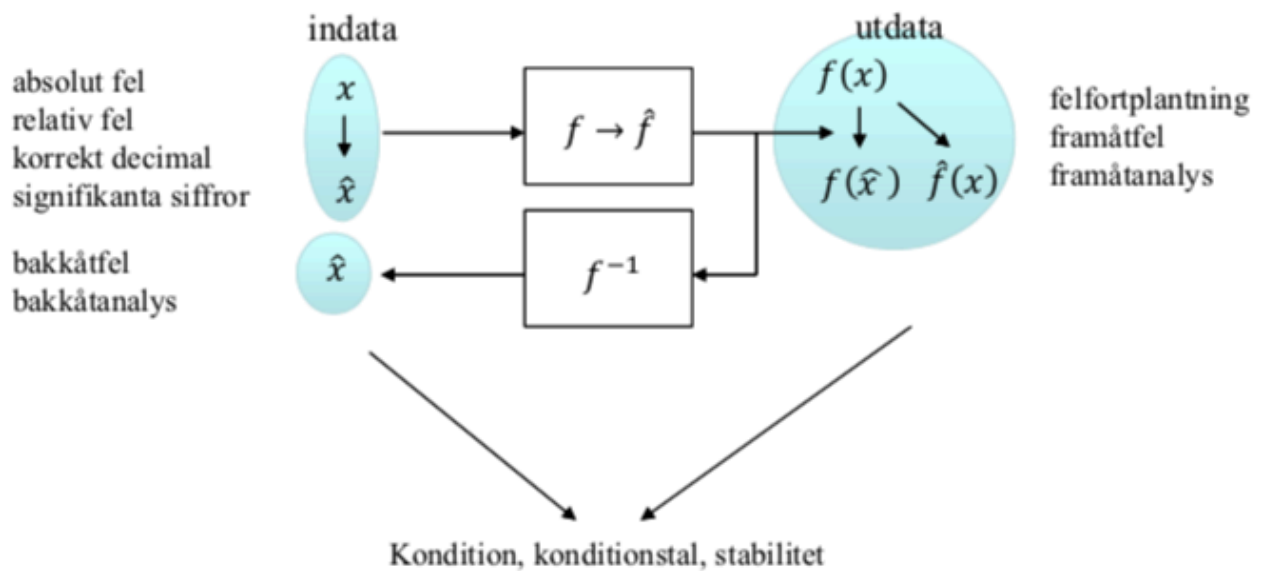 indata
utdata
absolut fel
relativ fel
korrekt decimal
signifikanta siffror
x
x̂
f → f̂
f(x)
f(x̂) f̂(x)
felfortplantning
framåtfel
framåtanalys
bakkåtfel
bakkåtanalys
x̂
f⁻¹
Kondition, konditionstal, stabilitet